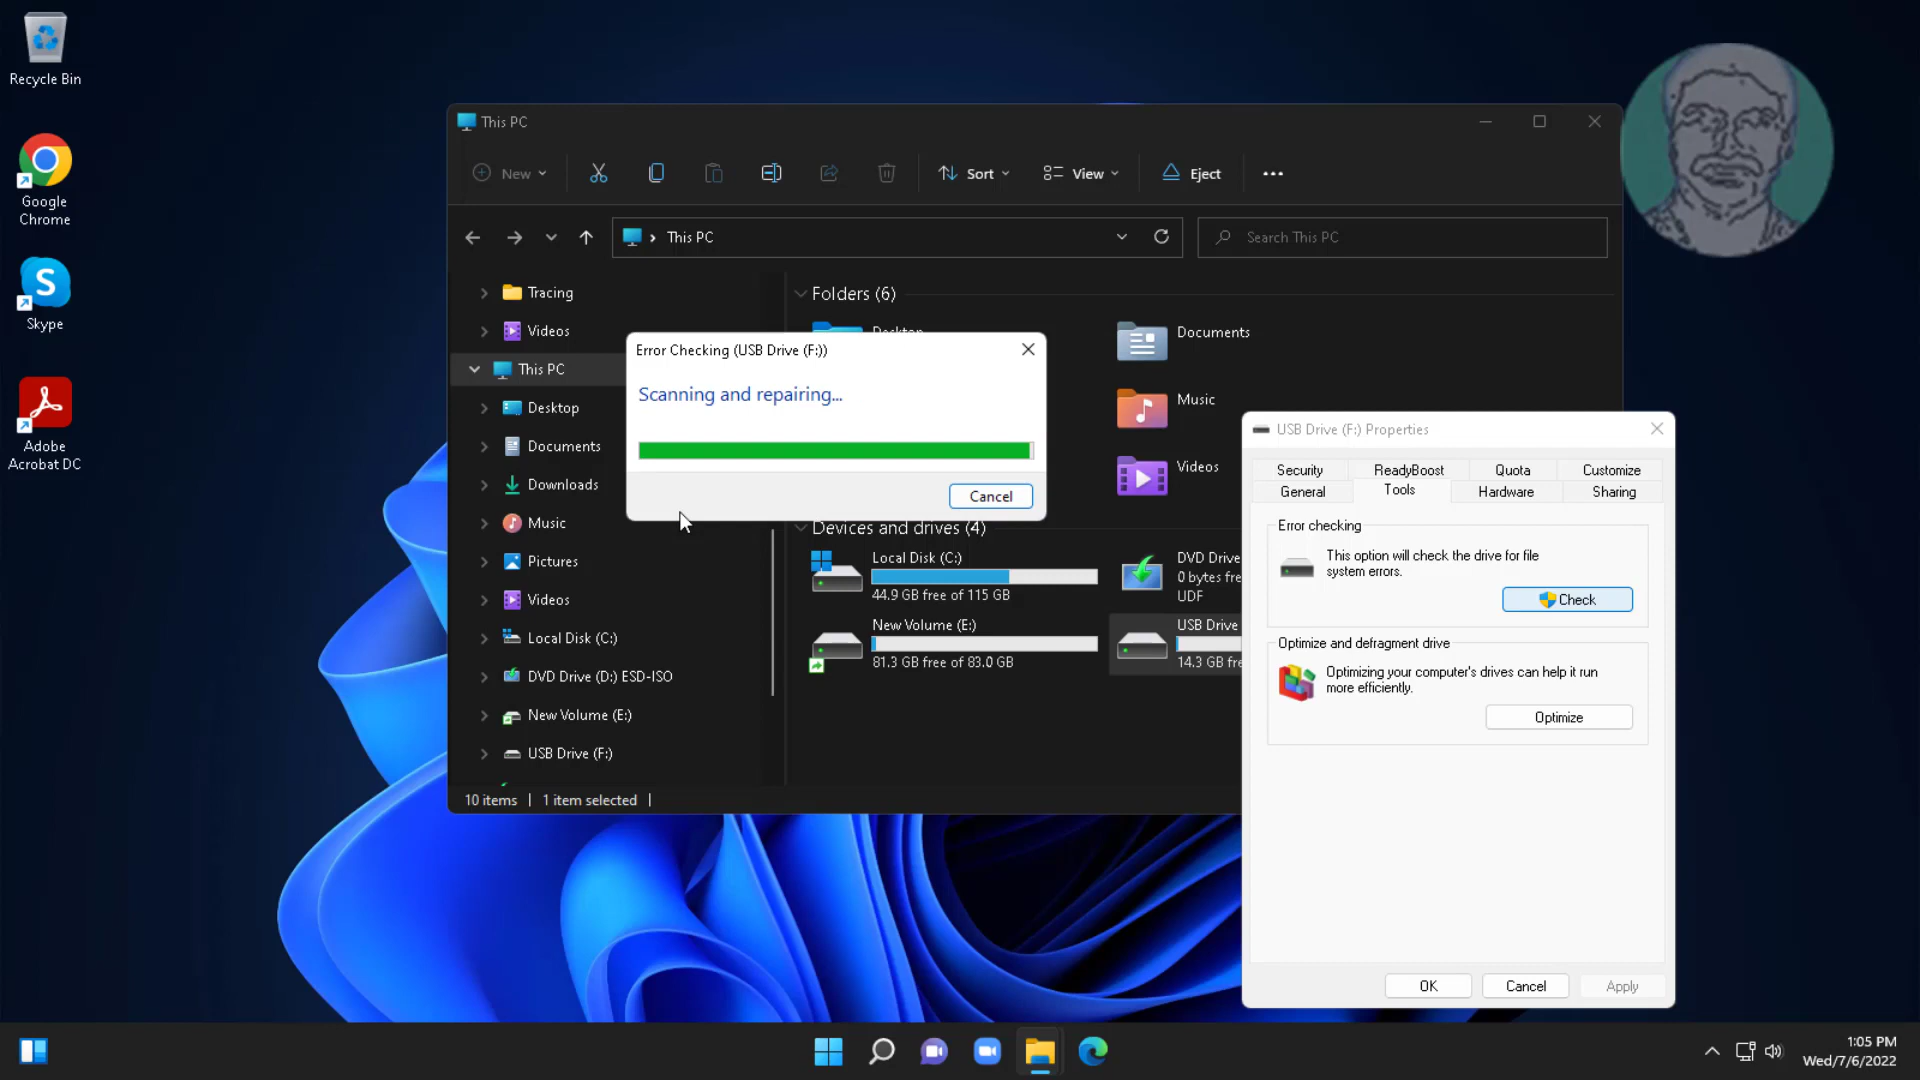 Recycle Bin
Google
Chrome
Skype
Adobe
Acrobat DC
This PC
New
Sort
View
Eject
This PC
Search This PC
Tracing
Videos
This PC
Desktop
Documents
Downloads
Music
Pictures
Videos
Local Disk (C:)
DVD Drive (D:) ESD-ISO
New Volume (E:)
USB Drive (F:)
10 items
1 item selected
Folders (6)
Desktop
Documents
Music
Videos
Devices and drives (4)
Local Disk (C:)
44.9 GB free of 115 GB
DVD Drive
0 bytes fre
UDF
New Volume (E:)
81.3 GB free of 83.0 GB
USB Drive
14.3 GB fre
Error Checking (USB Drive (F:))
Scanning and repairing...
Cancel
USB Drive (F:) Properties
Security
ReadyBoost
Quota
Customize
General
Tools
Hardware
Sharing
Error checking
This option will check the drive for file
system errors.
Check
Optimize and defragment drive
Optimizing your computer's drives can help it run
more efficiently.
Optimize
OK
Cancel
Apply
1:05 PM
Wed/7/6/2022